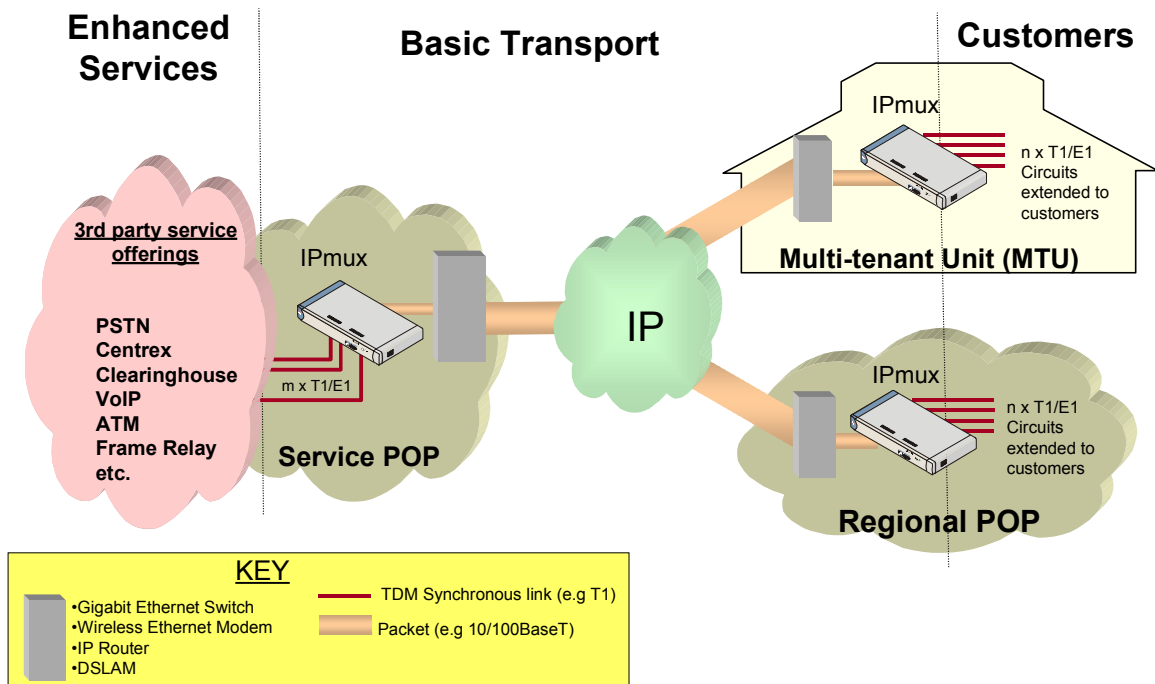 Enhanced
Services
Basic Transport
Customers
3rd party service
offerings
PSTN
Centrex
Clearinghouse
VoIP
ATM
Frame Relay
etc.
IPmux
m x T1/E1
Service POP
IP
IPmux
n x T1/E1
Circuits
extended to
customers
Multi-tenant Unit (MTU)
IPmux
n x T1/E1
Circuits
extended to
customers
Regional POP
KEY
•Gigabit Ethernet Switch
•Wireless Ethernet Modem
•IP Router
•DSLAM
TDM Synchronous link (e.g T1)
Packet (e.g 10/100BaseT)